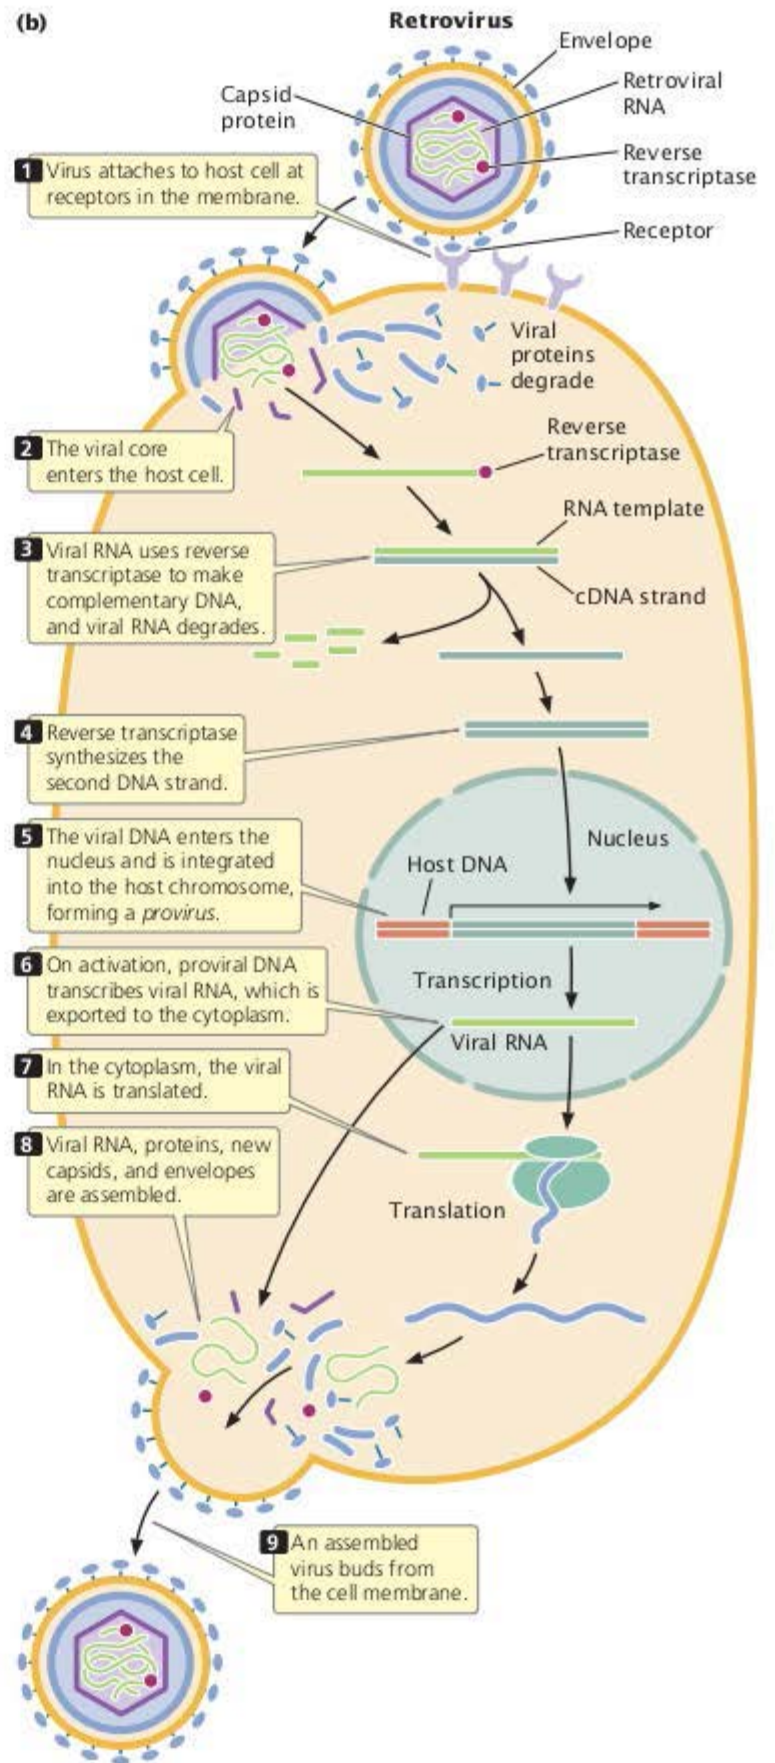 (b)
Retrovirus
Envelope
Capsid
protein
Retroviral
RNA
Reverse
transcriptase
1 Virus attaches to host cell at
receptors in the membrane.
Receptor
Viral
proteins
degrade
2 The viral core
enters the host cell.
Reverse
transcriptase
RNA template
3 Viral RNA uses reverse
transcriptase to make
complementary DNA,
and viral RNA degrades.
cDNA strand
4 Reverse transcriptase
synthesizes the
second DNA strand.
5 The viral DNA enters the
nucleus and is integrated
into the host chromosome,
forming a provirus.
Nucleus
Host DNA
6 On activation, proviral DNA
transcribes viral RNA, which is
exported to the cytoplasm.
Transcription
Viral RNA
7 In the cytoplasm, the viral
RNA is translated.
8 Viral RNA, proteins, new
capsids, and envelopes
are assembled.
Translation
9 An assembled
virus buds from
the cell membrane.